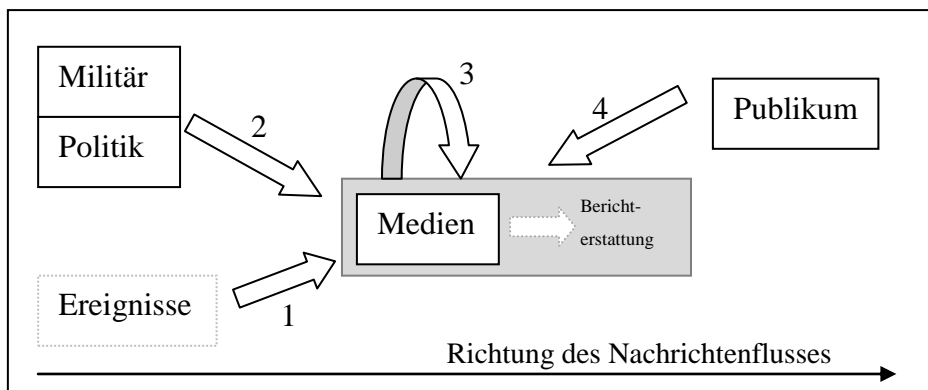 Militär
Politik
2
3
4
Publikum
Medien
Bericht-
erstattung
Ereignisse
1
Richtung des Nachrichtenflusses